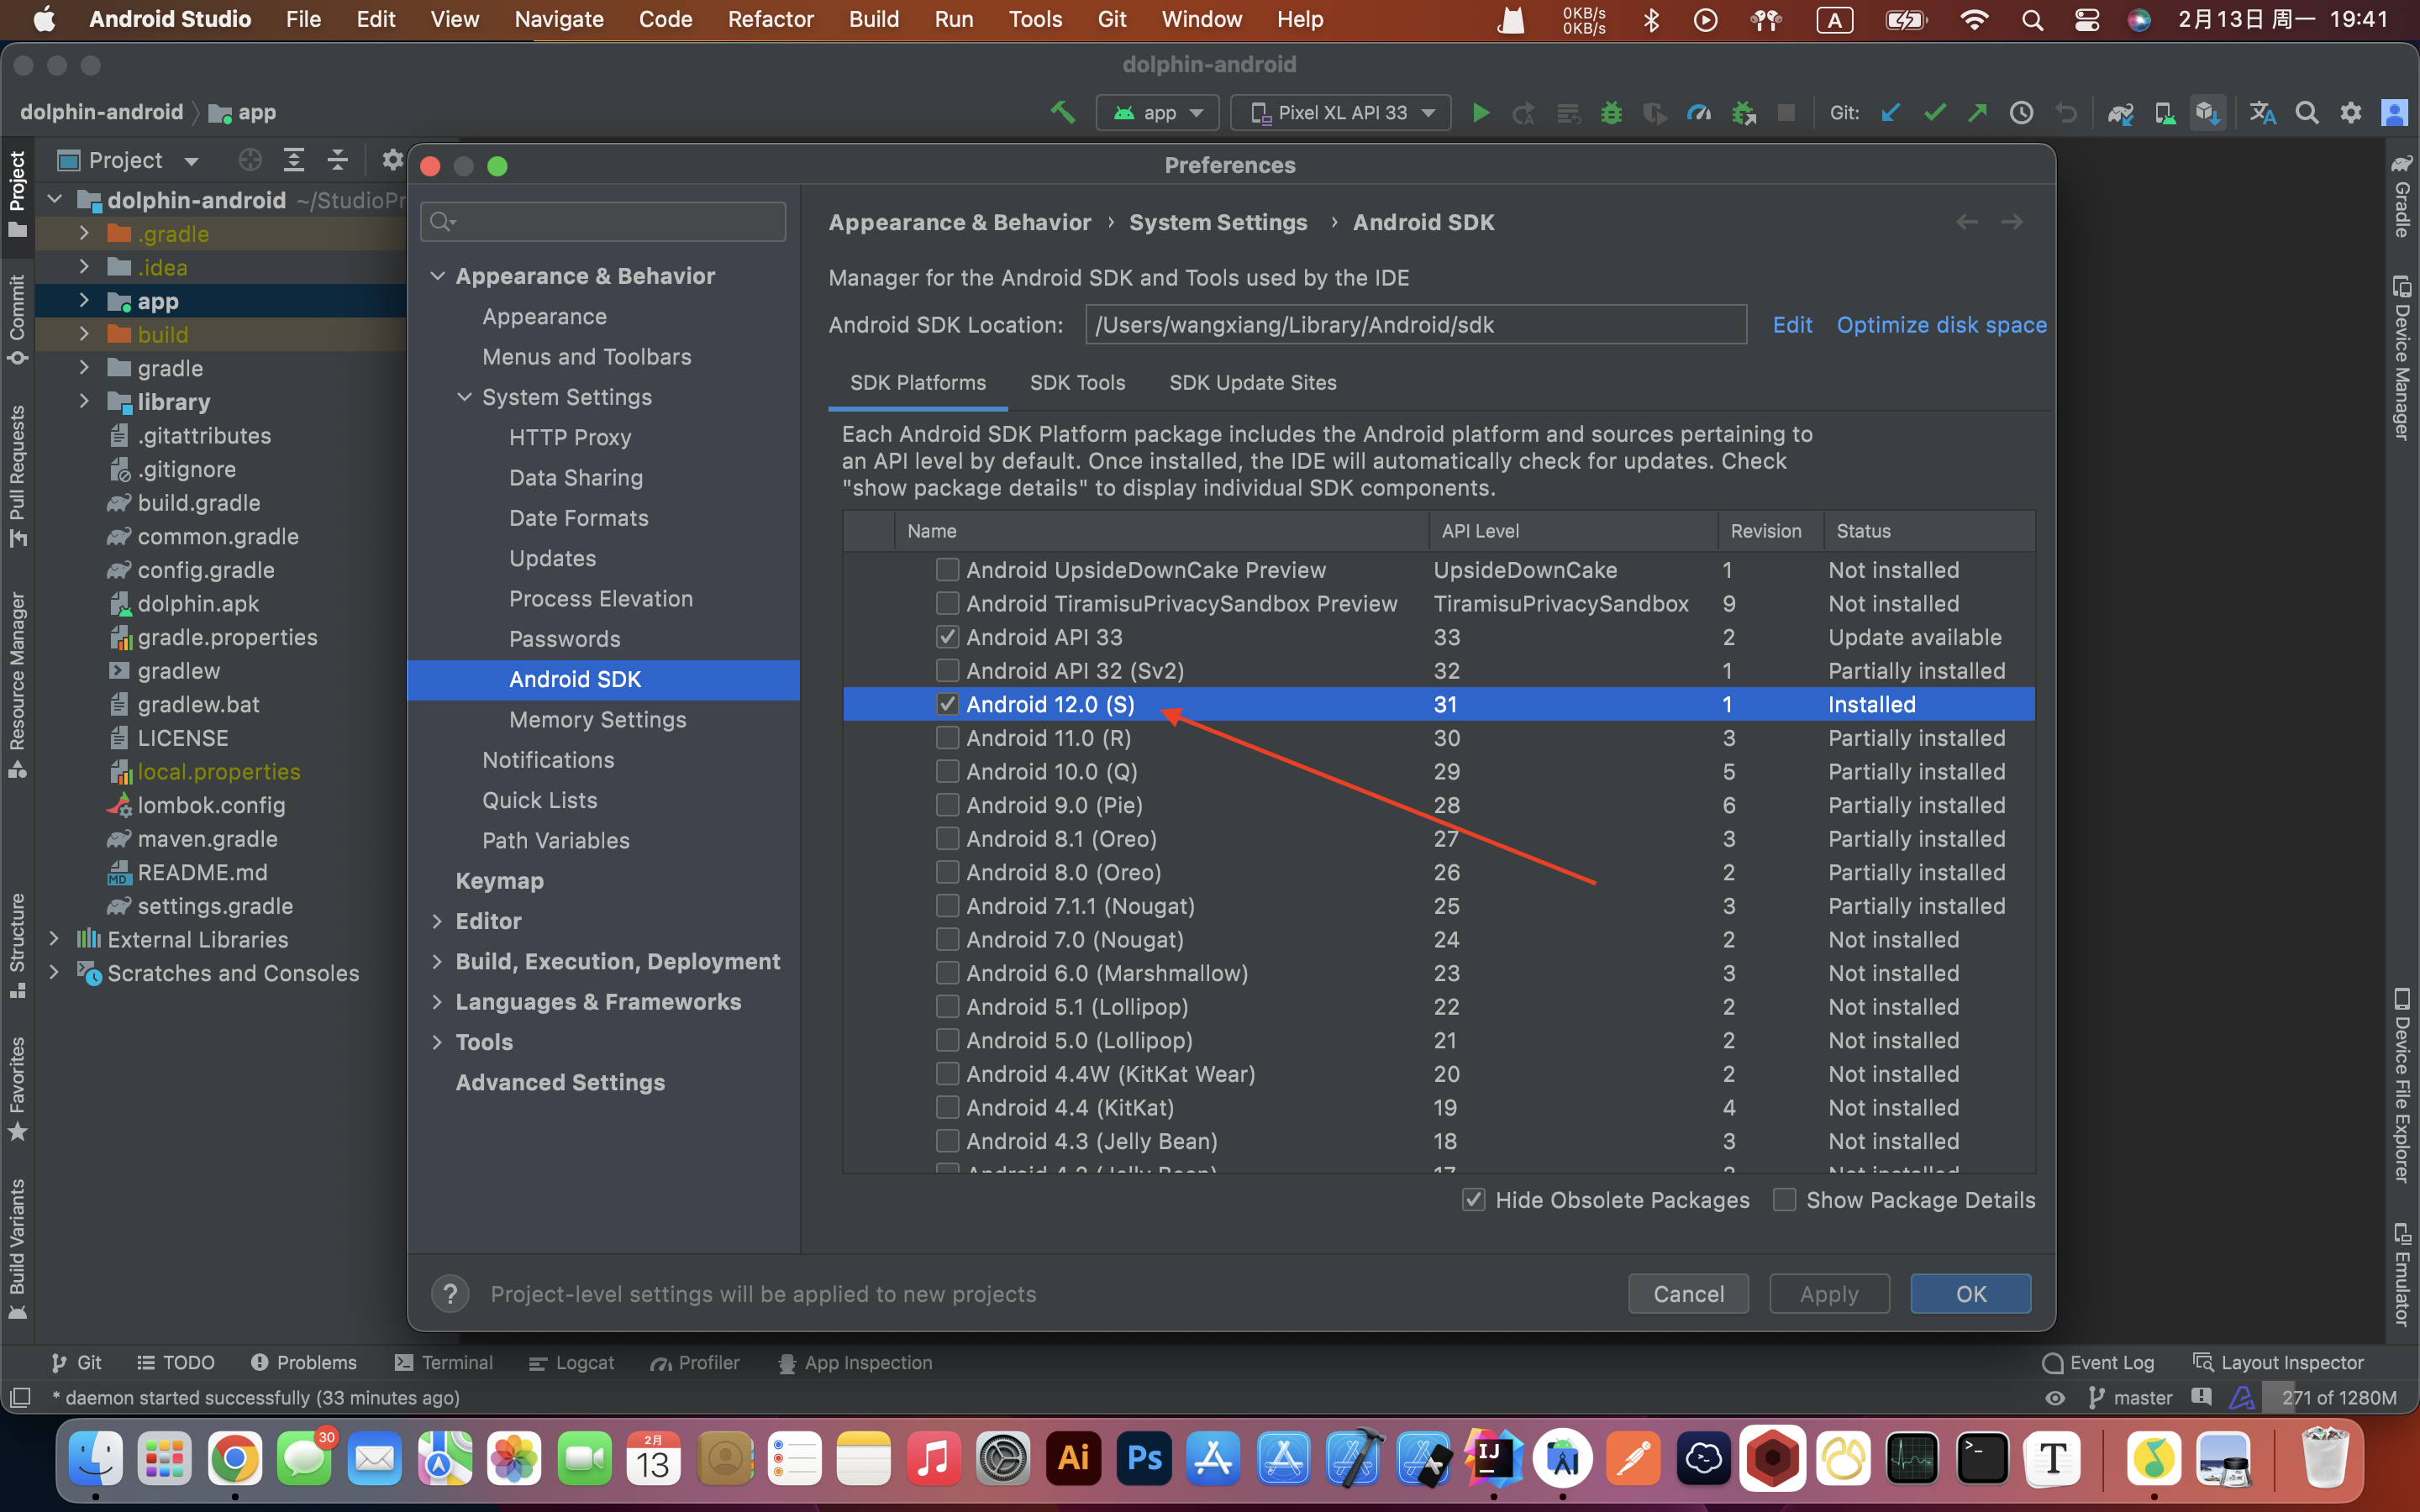 Android Studio File Edit View Navigate Code Refactor Build Run Tools Git Window Help 0KB/s 0KB/s A 2月13日 周一 19:41
dolphin-android
dolphin-android app app Pixel XL API 33 Git:
Project
Commit
Pull Requests
Resource Manager
Structure
Favorites
Build Variants
Project
dolphin-android ~/StudioPr
.gradle
.idea
app
build
gradle
library
.gitattributes
.gitignore
build.gradle
common.gradle
config.gradle
dolphin.apk
gradle.properties
gradlew
gradlew.bat
LICENSE
local.properties
lombok.config
maven.gradle
README.md
settings.gradle
External Libraries
Scratches and Consoles
Preferences
Appearance & Behavior
Appearance
Menus and Toolbars
System Settings
HTTP Proxy
Data Sharing
Date Formats
Updates
Process Elevation
Passwords
Android SDK
Memory Settings
Notifications
Quick Lists
Path Variables
Keymap
Editor
Build, Execution, Deployment
Languages & Frameworks
Tools
Advanced Settings
Appearance & Behavior › System Settings › Android SDK
Manager for the Android SDK and Tools used by the IDE
Android SDK Location: /Users/wangxiang/Library/Android/sdk Edit Optimize disk space
SDK Platforms SDK Tools SDK Update Sites
Each Android SDK Platform package includes the Android platform and sources pertaining to
an API level by default. Once installed, the IDE will automatically check for updates. Check
"show package details" to display individual SDK components.
Name API Level Revision Status
Android UpsideDownCake Preview UpsideDownCake 1 Not installed
Android TiramisuPrivacySandbox Preview TiramisuPrivacySandbox 9 Not installed
Android API 33 33 2 Update available
Android API 32 (Sv2) 32 1 Partially installed
Android 12.0 (S) 31 1 Installed
Android 11.0 (R) 30 3 Partially installed
Android 10.0 (Q) 29 5 Partially installed
Android 9.0 (Pie) 28 6 Partially installed
Android 8.1 (Oreo) 27 3 Partially installed
Android 8.0 (Oreo) 26 2 Partially installed
Android 7.1.1 (Nougat) 25 3 Partially installed
Android 7.0 (Nougat) 24 2 Not installed
Android 6.0 (Marshmallow) 23 3 Not installed
Android 5.1 (Lollipop) 22 2 Not installed
Android 5.0 (Lollipop) 21 2 Not installed
Android 4.4W (KitKat Wear) 20 2 Not installed
Android 4.4 (KitKat) 19 4 Not installed
Android 4.3 (Jelly Bean) 18 3 Not installed
Android 4.2 (Jelly Bean) 17 3 Not installed
Hide Obsolete Packages Show Package Details
? Project-level settings will be applied to new projects Cancel Apply OK
Gradle
Device Manager
Device File Explorer
Emulator
Git TODO Problems Terminal Logcat Profiler App Inspection Event Log Layout Inspector
* daemon started successfully (33 minutes ago) master 271 of 1280M
30 2月 13 Ai Ps IJ T